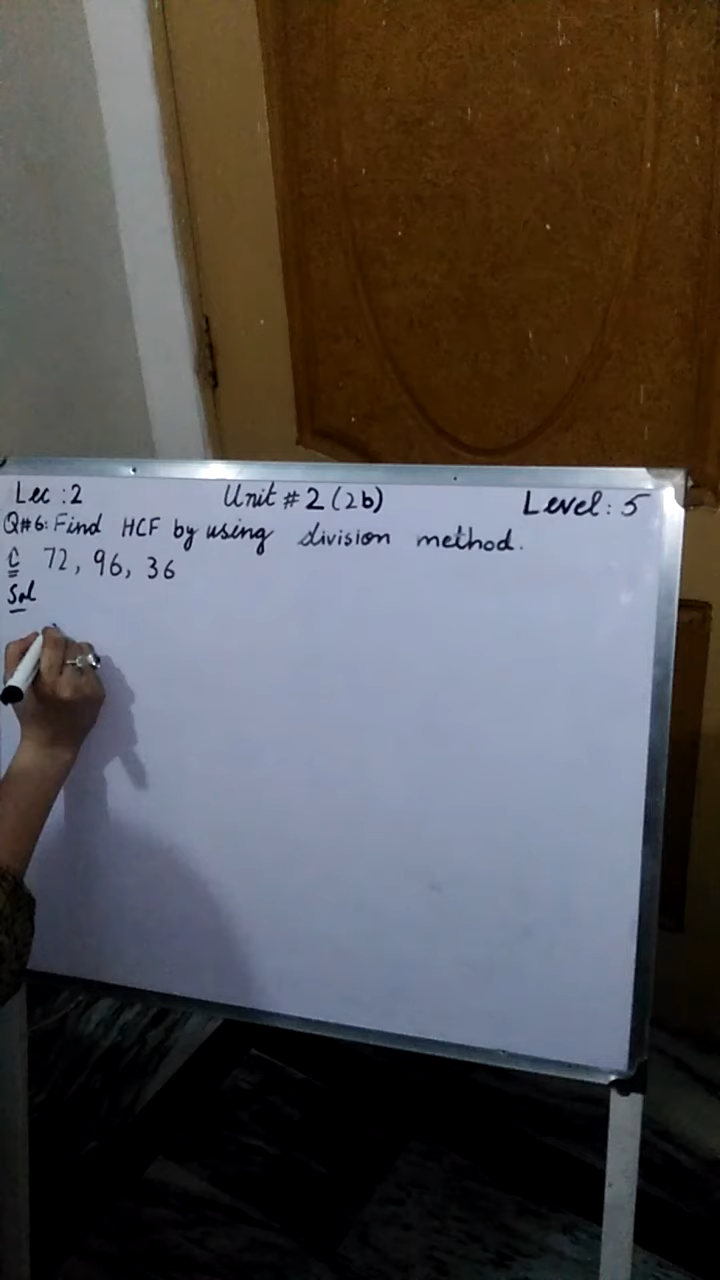 Lec : 2 Unit # 2 (2b) Level : 5
Q#6: Find HCF by using division method.
C 72, 96, 36
Sol